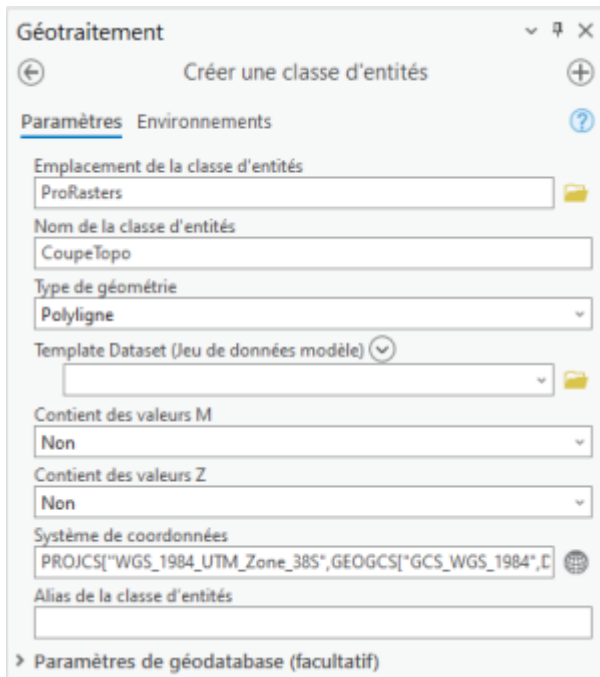 Géotraitement
Créer une classe d'entités
Paramètres Environnements
Emplacement de la classe d'entités
ProRasters
Nom de la classe d'entités
CoupeTopo
Type de géométrie
Polyligne
Template Dataset (Jeu de données modèle)
Contient des valeurs M
Non
Contient des valeurs Z
Non
Système de coordonnées
PROJCS["WGS_1984_UTM_Zone_38S",GEOGCS["GCS_WGS_1984",D
Alias de la classe d'entités
Paramètres de géodatabase (facultatif)